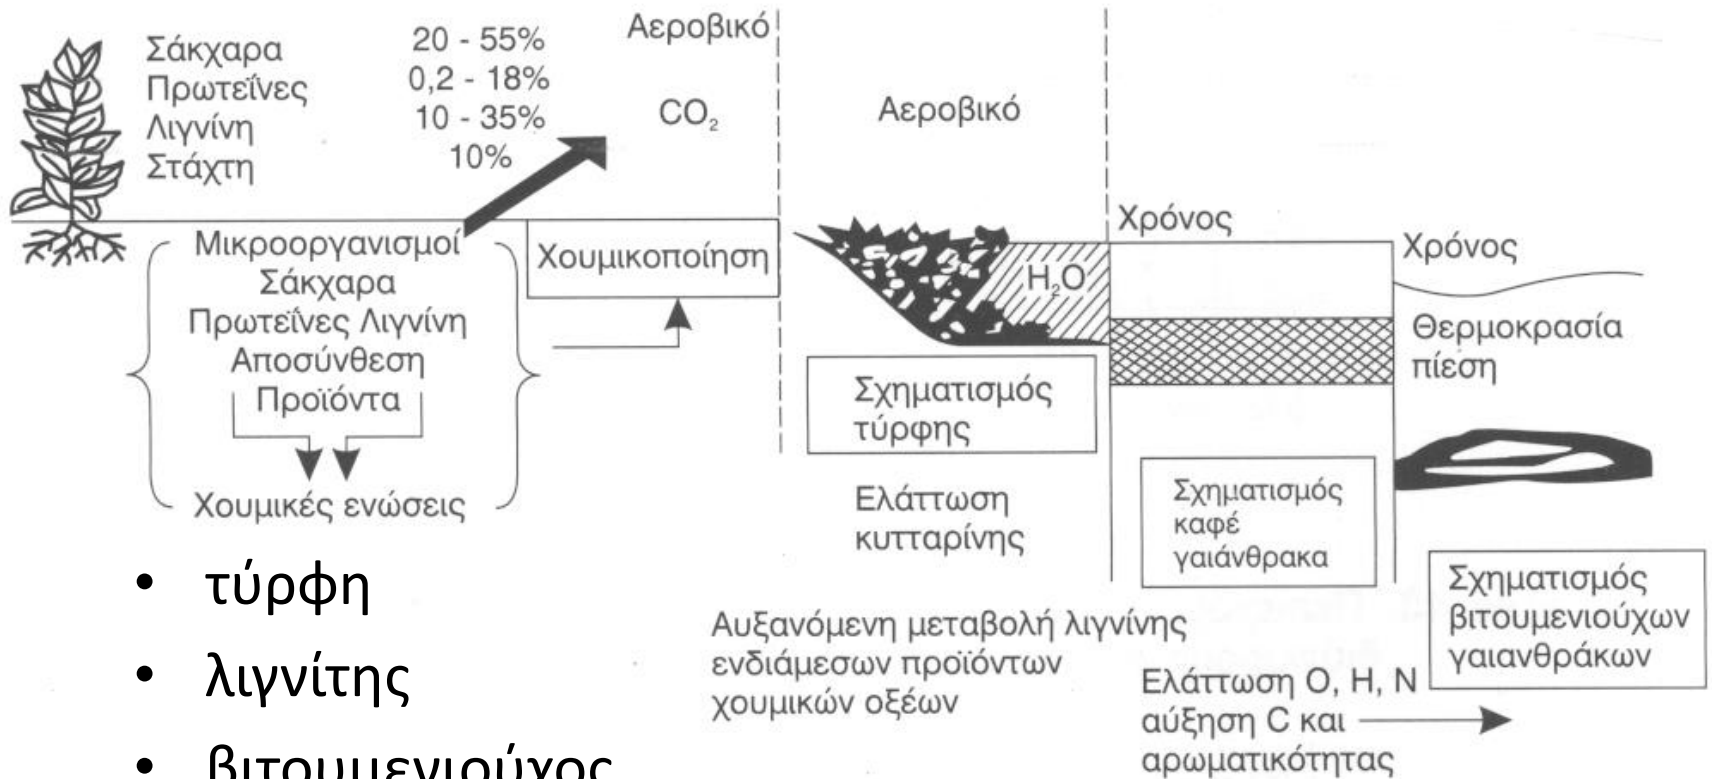 Σάκχαρα 20 - 55%
Πρωτεΐνες 0,2 - 18%
Λιγνίνη 10 - 35%
Στάχτη 10%
Αεροβικό
CO₂
Μικροοργανισμοί
Σάκχαρα
Πρωτεΐνες Λιγνίνη
Αποσύνθεση
Προϊόντα
Χουμικές ενώσεις
Χουμικοποίηση
Αεροβικό
H₂O
Σχηματισμός
τύρφης
Ελάττωση
κυτταρίνης
Αυξανόμενη μεταβολή λιγνίνης
ενδιάμεσων προϊόντων
χουμικών οξέων
Χρόνος
Σχηματισμός
καφέ
γαιάνθρακα
Ελάττωση O, H, N
αύξηση C και
αρωματικότητας
Χρόνος
Θερμοκρασία
πίεση
Σχηματισμός
βιτουμενιούχων
γαιανθράκων
• τύρφη
• λιγνίτης
• βιτουμενιούχος